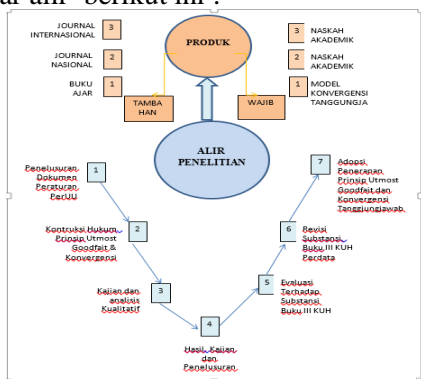 ar alir berikut ini :
JOURNAL
INTERNASIONAL
3
JOURNAL
NASIONAL
2
BUKU
AJAR
1
PRODUK
3
NASKAH
AKADEMIK
2
NASKAH
AKADEMIK
1
MODEL
KONVERGENSI
TANGGUNGJA
TAMBA
HAN
WAJIB
ALIR
PENELITIAN
1
Penelusuran
Dokumen
Peraturan
PerUU
2
Kontruksi Hukum
Prinsip Utmost
Goodfeit &
Konvergensi
3
Kajian dan
analisis
Kualitatif
4
Hasil, Kajian
dan
Penelusuran
5
Evaluasi
Terhadap
Substansi
Buku III KUH
6
Revisi
Substansi
Buku III KUH
Perdata
7
Adopsi
Penerapan
Prinsip Utmost
Goodfeit dan
Konvergensi
Tanggungjawab